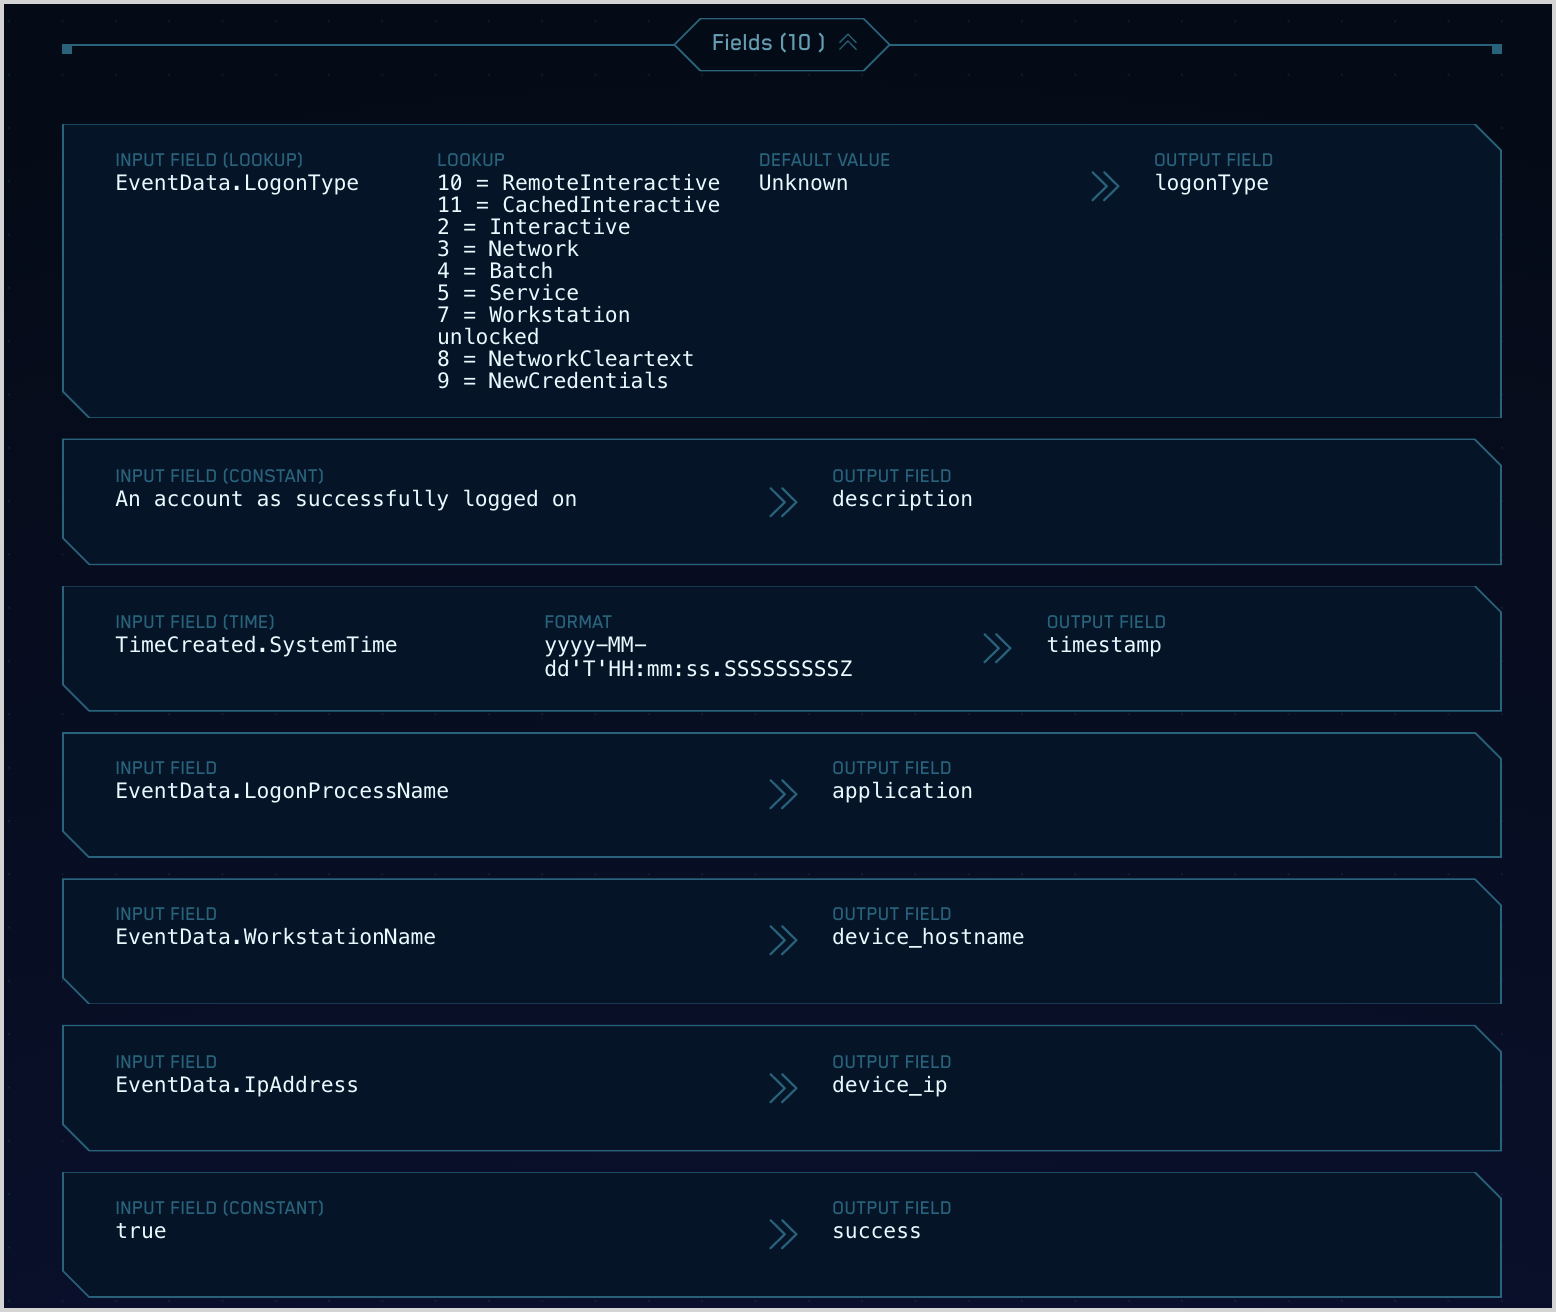 Fields (10 )
INPUT FIELD (LOOKUP)
EventData.LogonType
LOOKUP
10 = RemoteInteractive
11 = CachedInteractive
2 = Interactive
3 = Network
4 = Batch
5 = Service
7 = Workstation
unlocked
8 = NetworkCleartext
9 = NewCredentials
DEFAULT VALUE
Unknown
OUTPUT FIELD
logonType
INPUT FIELD (CONSTANT)
An account as successfully logged on
OUTPUT FIELD
description
INPUT FIELD (TIME)
TimeCreated.SystemTime
FORMAT
yyyy-MM-
dd'T'HH:mm:ss.SSSSSSSSSZ
OUTPUT FIELD
timestamp
INPUT FIELD
EventData.LogonProcessName
OUTPUT FIELD
application
INPUT FIELD
EventData.WorkstationName
OUTPUT FIELD
device_hostname
INPUT FIELD
EventData.IpAddress
OUTPUT FIELD
device_ip
INPUT FIELD (CONSTANT)
true
OUTPUT FIELD
success